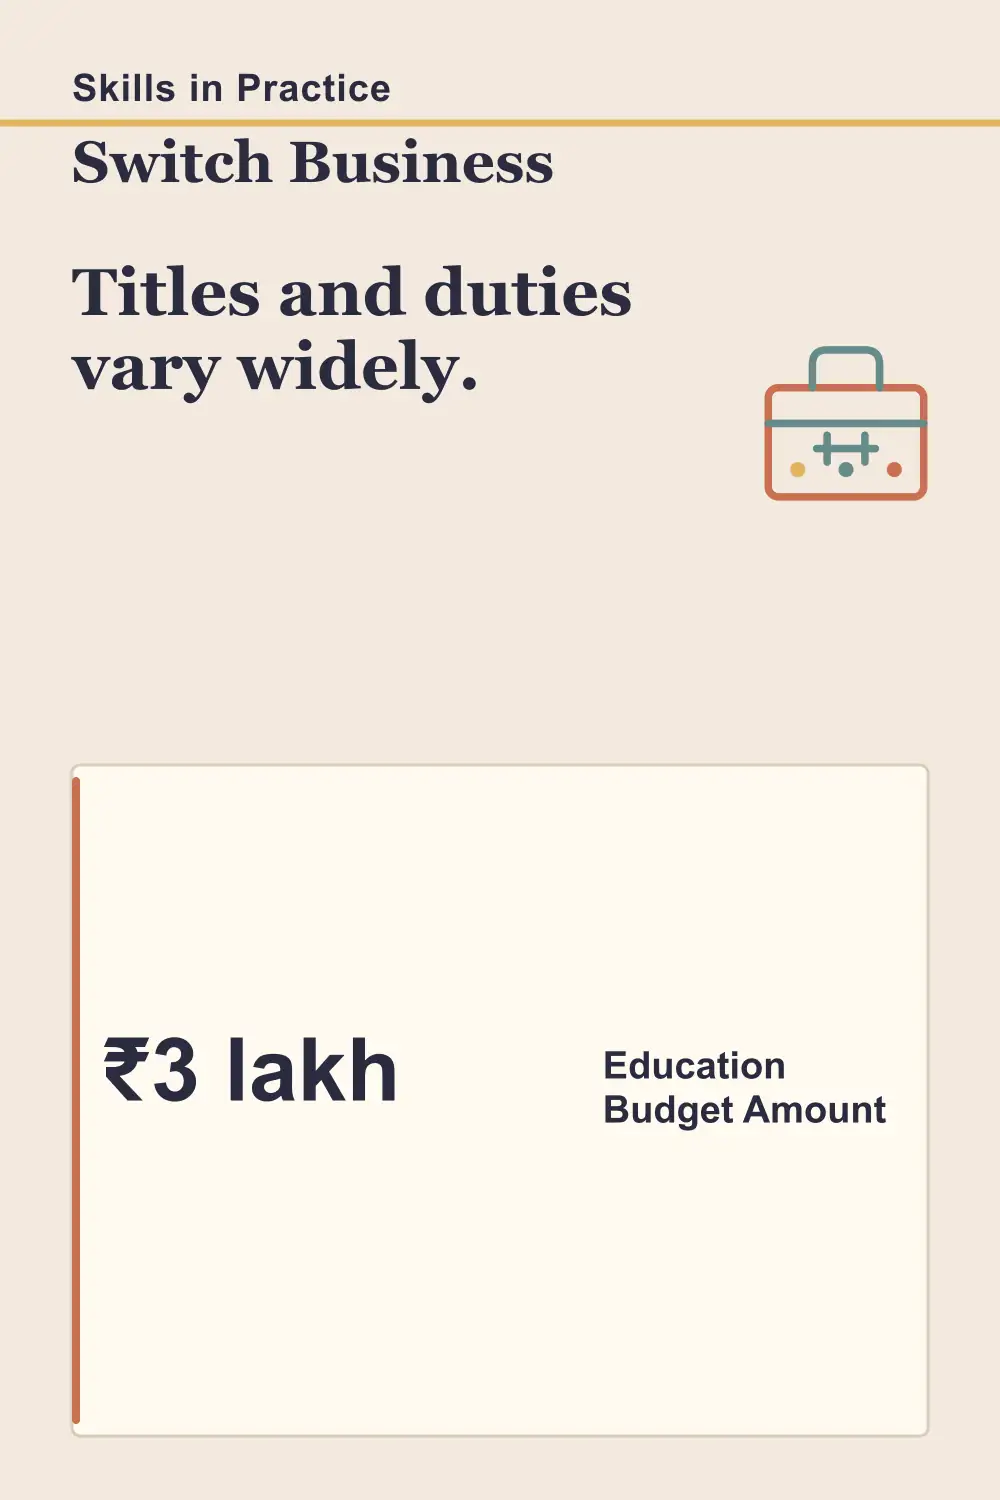 Skills in Practice
Switch Business
Titles and duties
vary widely.
₹3 lakh
Education
Budget Amount